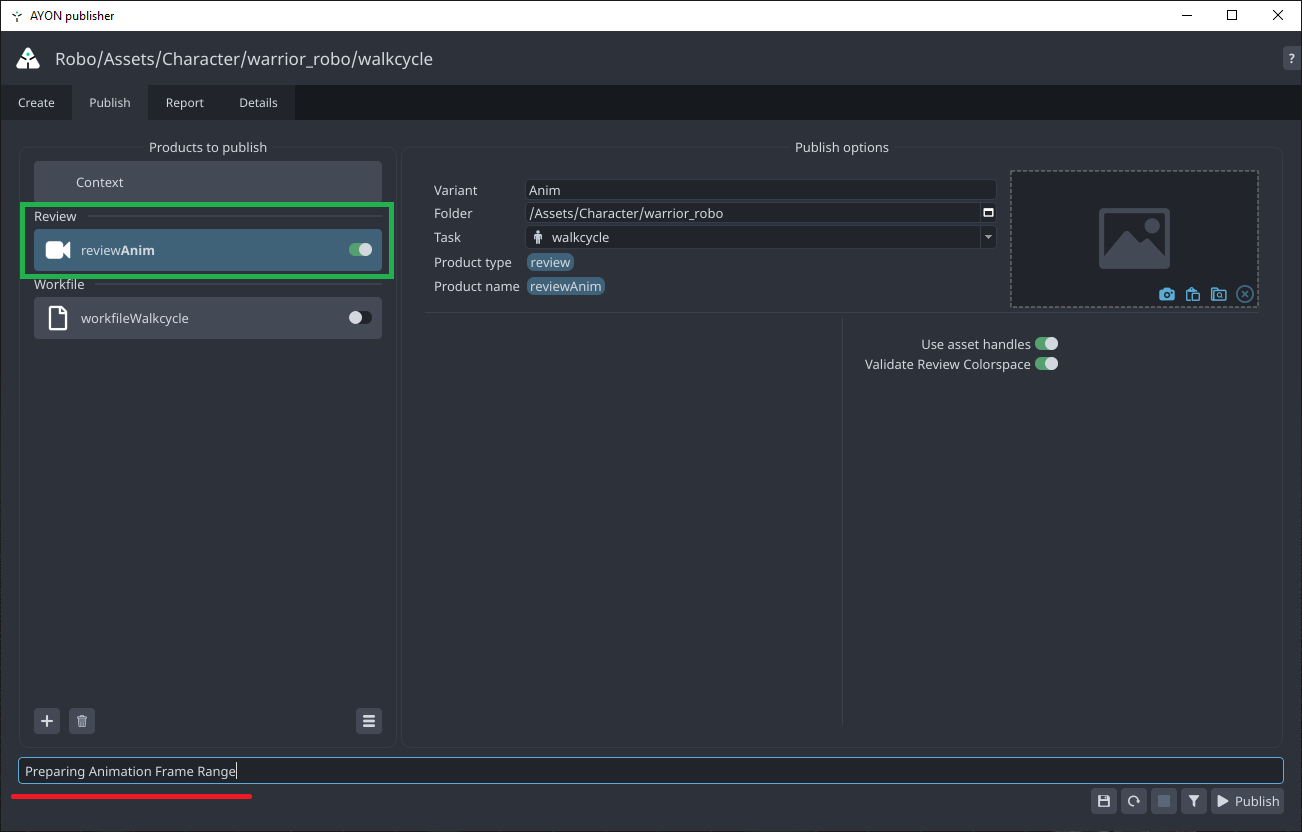 AYON publisher
Robo/Assets/Character/warrior_robo/walkcycle
?
Create Publish Report Details
Products to publish
Context
Review
reviewAnim
Workfile
workfileWalkcycle
Publish options
Variant Anim
Folder /Assets/Character/warrior_robo
Task walkcycle
Product type review
Product name reviewAnim
Use asset handles
Validate Review Colorspace
Preparing Animation Frame Range
Publish